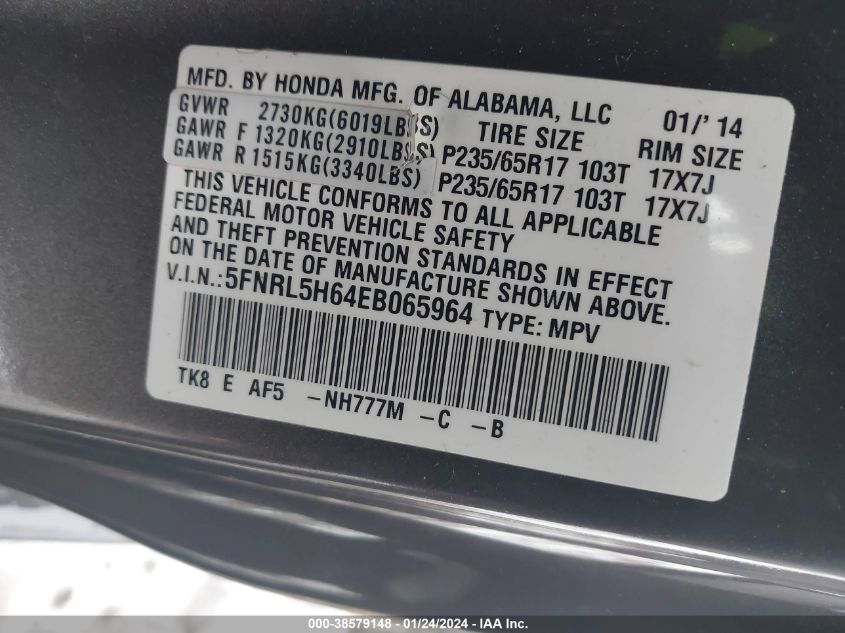 MFD. BY HONDA MFG. OF ALABAMA, LLC 01/'14
GVWR 2730KG(6019LBS) TIRE SIZE RIM SIZE
GAWR F 1320KG(2910LBS) P235/65R17 103T 17X7J
GAWR R 1515KG(3340LBS) P235/65R17 103T 17X7J
THIS VEHICLE CONFORMS TO ALL APPLICABLE
FEDERAL MOTOR VEHICLE SAFETY
AND THEFT PREVENTION STANDARDS IN EFFECT
ON THE DATE OF MANUFACTURE SHOWN ABOVE.
V.I.N.:5FNRL5H64EB065964 TYPE: MPV
TK8 E AF5 -NH777M -C -B
000-38579148 - 01/24/2024 - IAA Inc.